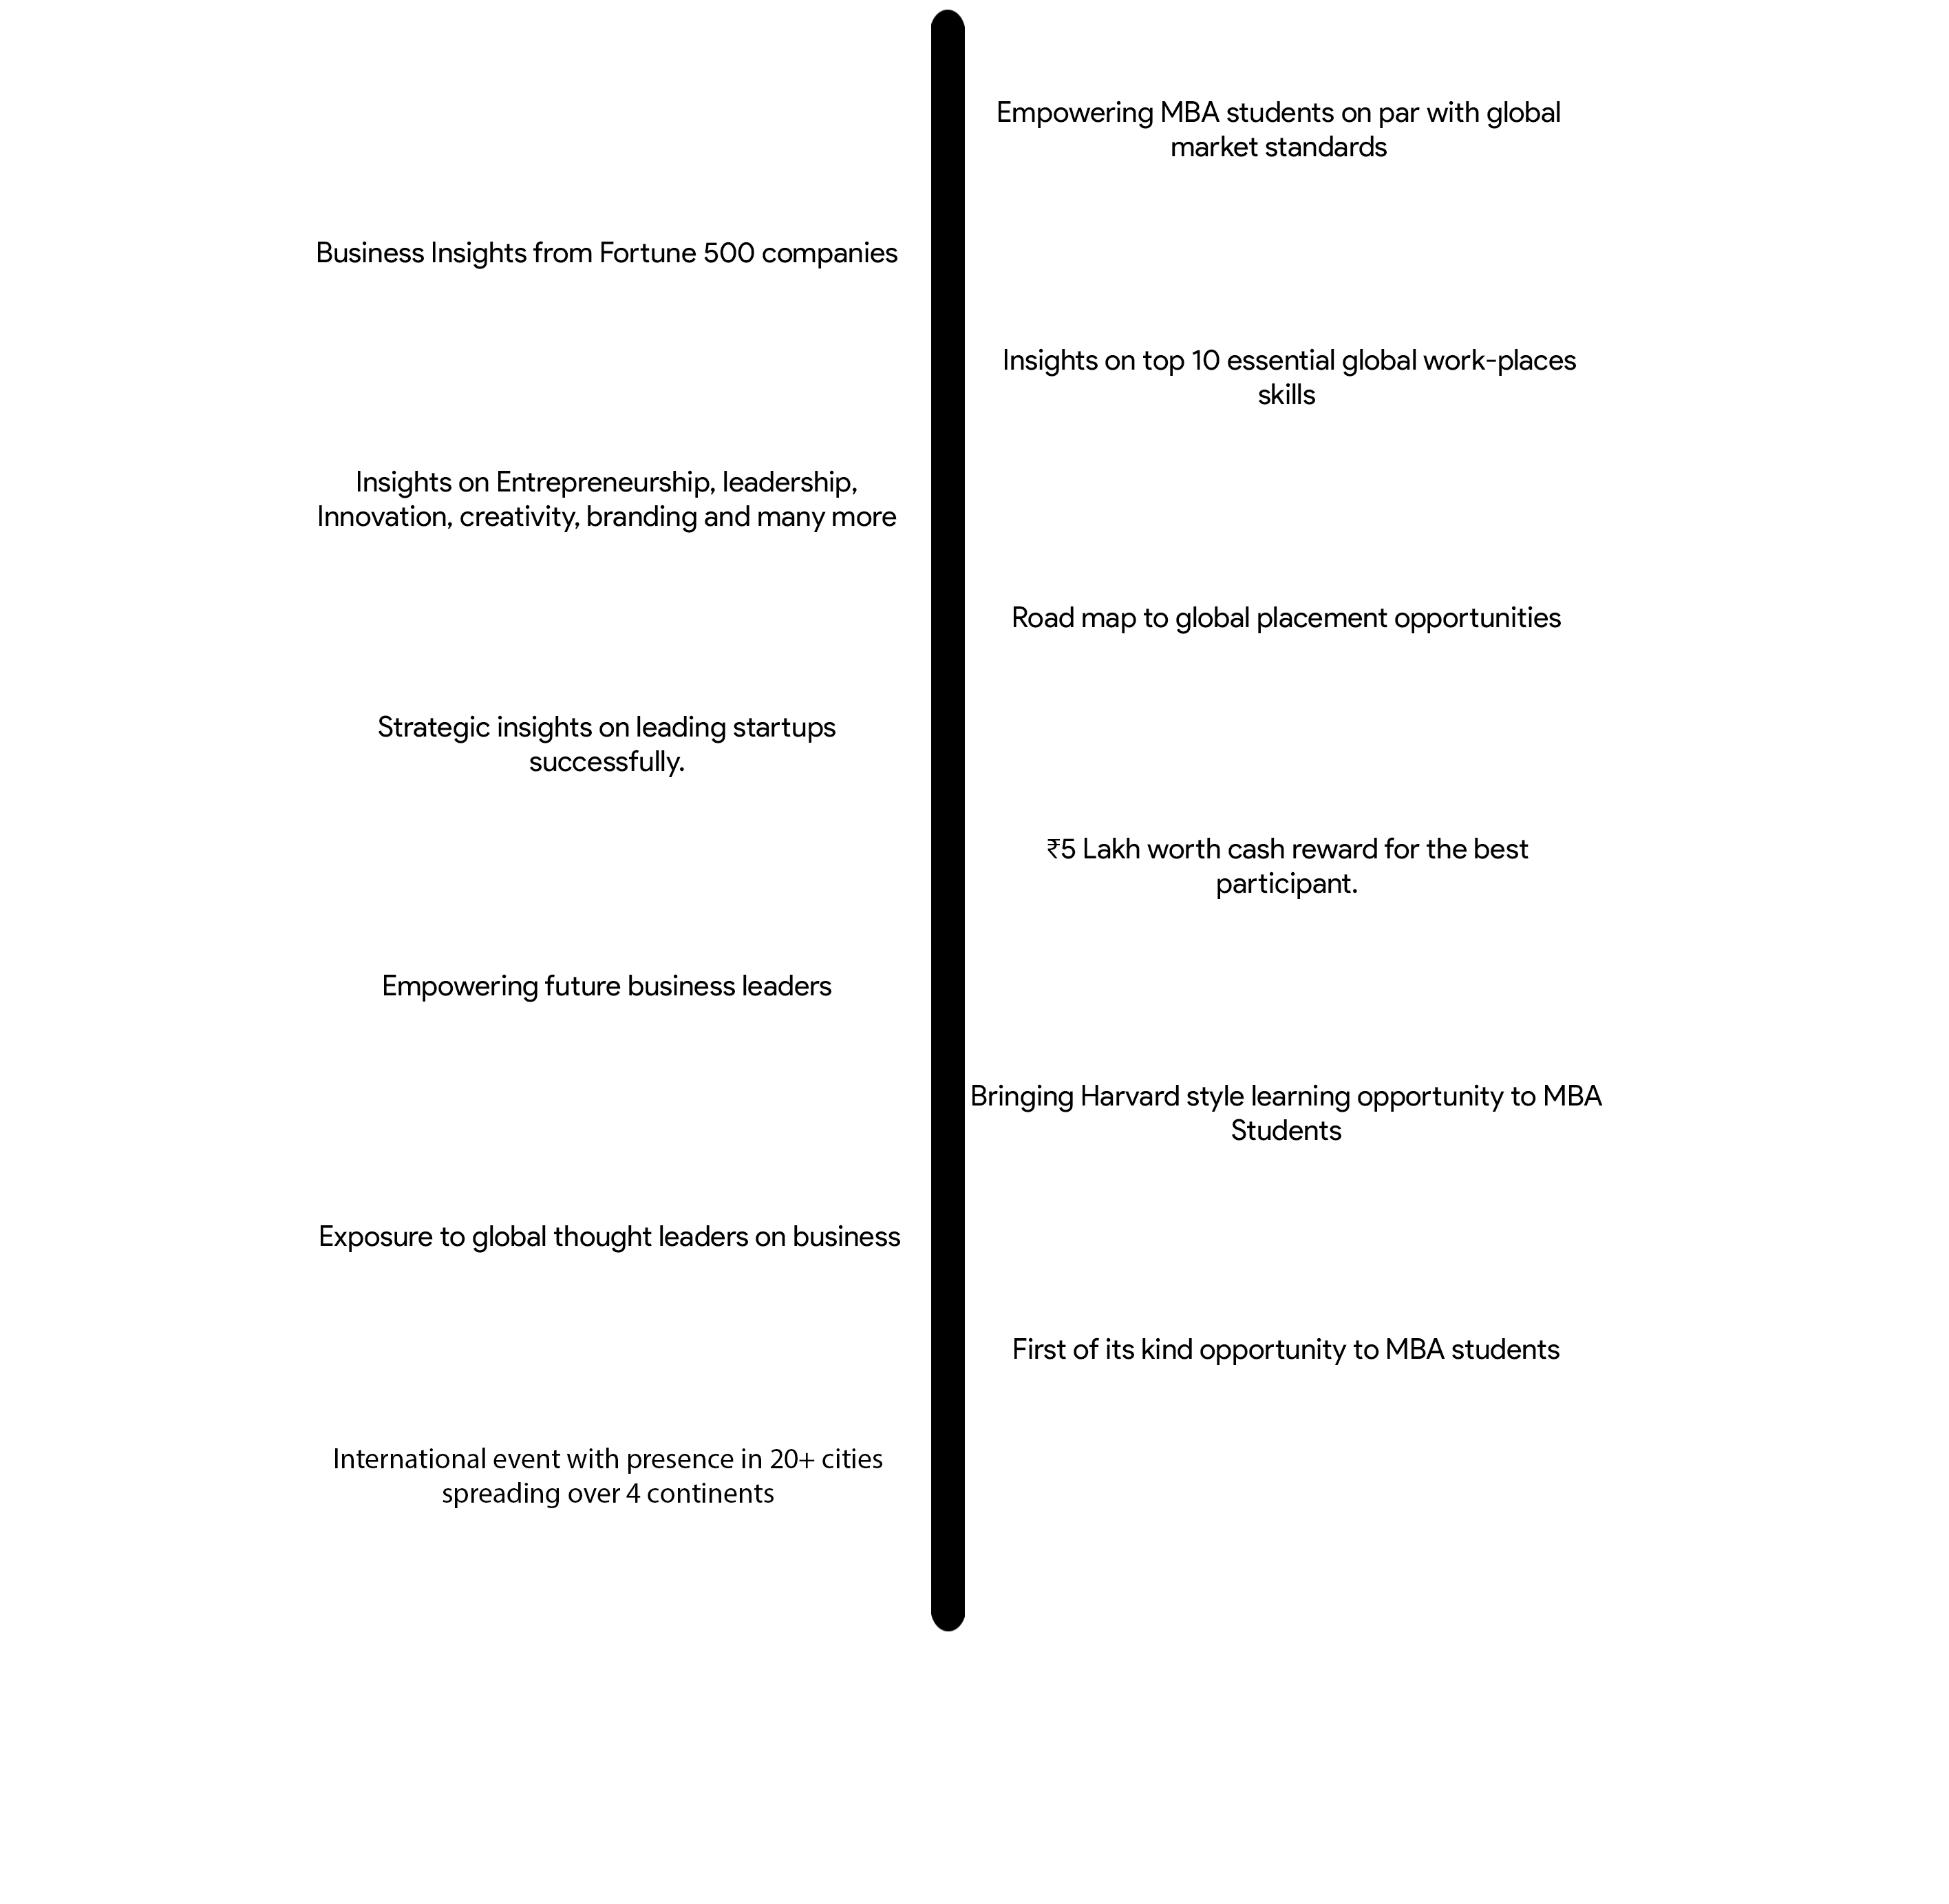 Empowering MBA students on par with global
market standards
Business Insights from Fortune 500 companies
Insights on top 10 essential global work-places
skills
Insights on Entrepreneurship, leadership,
Innovation, creativity, branding and many more
Road map to global placement opportunities
Strategic insights on leading startups
successfully.
₹5 Lakh worth cash reward for the best
participant.
Empowering future business leaders
Bringing Harvard style learning opportunity to MBA
Students
Exposure to global thought leaders on business
First of its kind opportunity to MBA students
International event with presence in 20+ cities
spreading over 4 continents